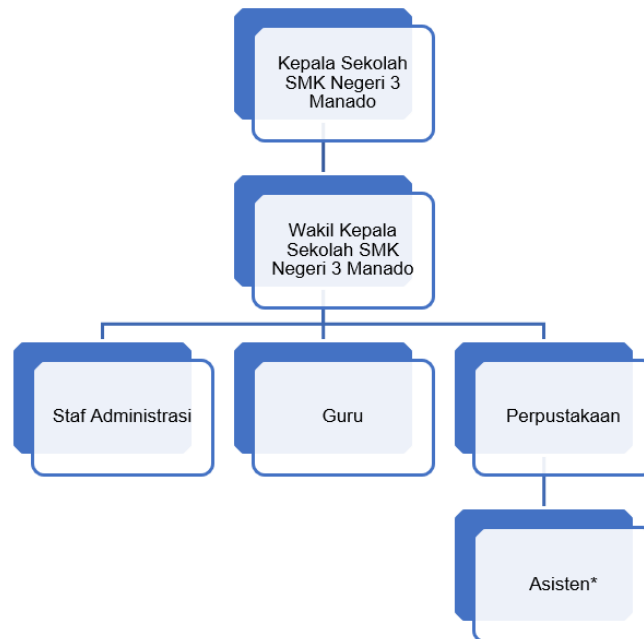 Kepala Sekolah
SMK Negeri 3
Manado
Wakil Kepala
Sekolah SMK
Negeri 3 Manado
Staf Administrasi
Guru
Perpustakaan
Asisten*